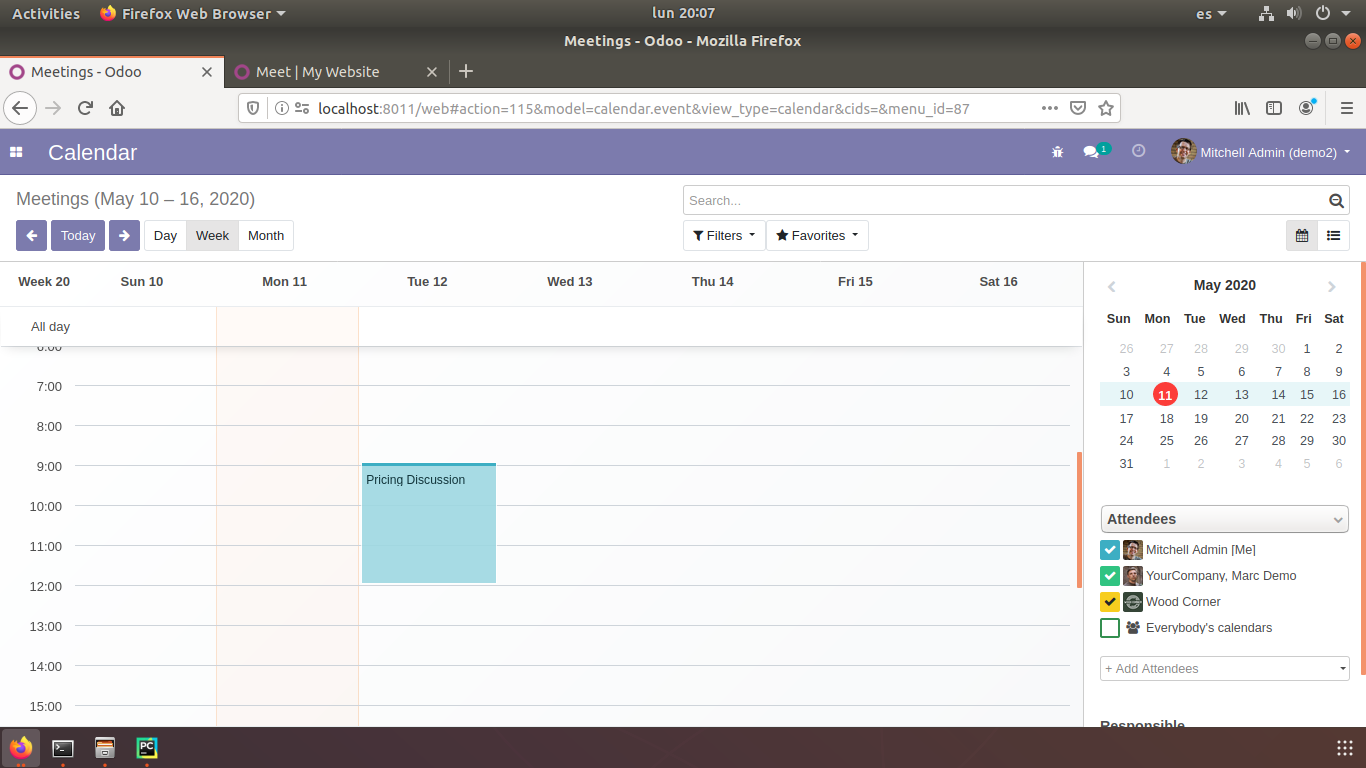 Activities Firefox Web Browser lun 20:07 es
Meetings - Odoo - Mozilla Firefox
Meetings - Odoo Meet | My Website
localhost:8011/web#action=115&model=calendar.event&view_type=calendar&cids=&menu_id=87
Calendar 1 Mitchell Admin (demo2)
Meetings (May 10 – 16, 2020) Search...
Today Day Week Month Filters Favorites
Week 20 Sun 10 Mon 11 Tue 12 Wed 13 Thu 14 Fri 15 Sat 16
All day
6:00
7:00
8:00
9:00
Pricing Discussion
10:00
11:00
12:00
13:00
14:00
15:00
May 2020
Sun Mon Tue Wed Thu Fri Sat
26 27 28 29 30 1 2
3 4 5 6 7 8 9
10 11 12 13 14 15 16
17 18 19 20 21 22 23
24 25 26 27 28 29 30
31 1 2 3 4 5 6
Attendees
Mitchell Admin [Me]
YourCompany, Marc Demo
Wood Corner
Everybody's calendars
+ Add Attendees
Responsible
PC